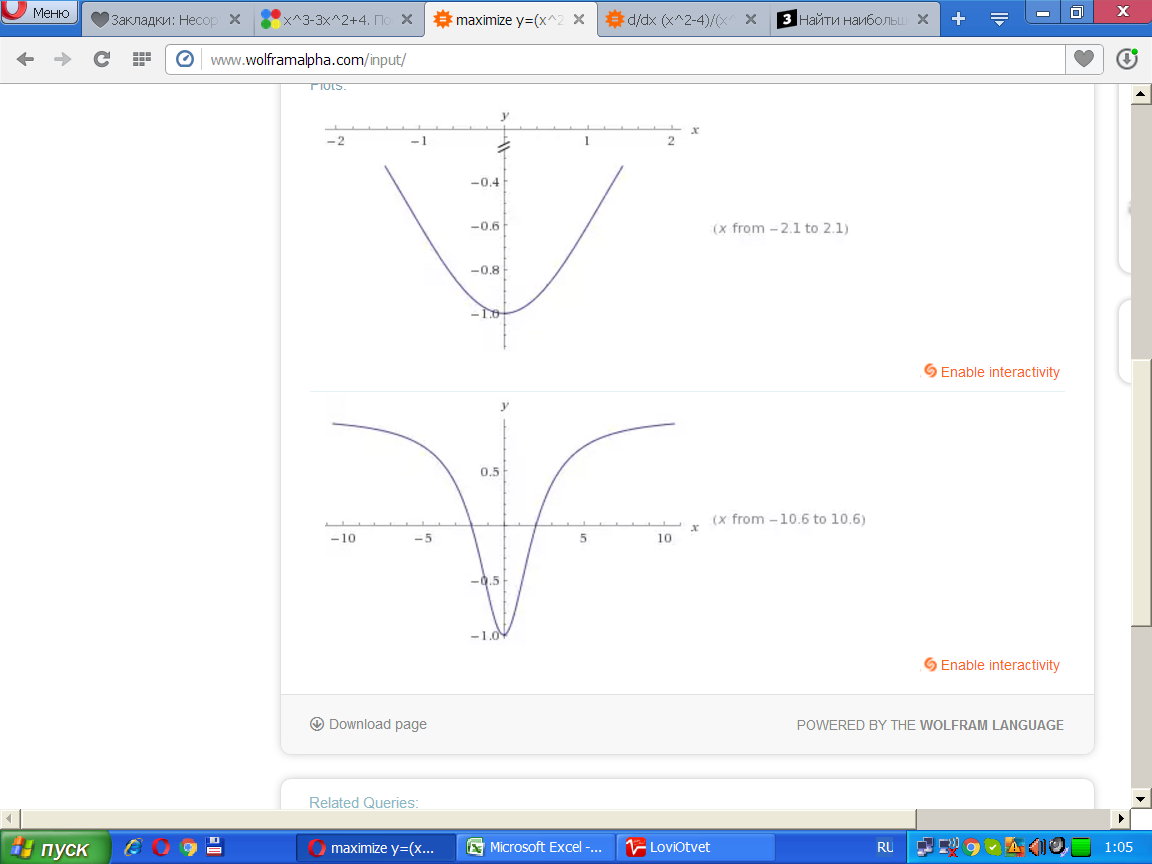 Меню
Закладки: Несор
x^3-3x^2+4. По
maximize y=(x^2
d/dx (x^2-4)/(x^
3 Найти наибольш
www.wolframalpha.com/input/
Plots:
y
x
−2 −1 1 2
−0.4
−0.6
−0.8
−1.0
(x from −2.1 to 2.1)
Enable interactivity
y
0.5
x
−10 −5 5 10
−0.5
−1.0
(x from −10.6 to 10.6)
Enable interactivity
Download page
POWERED BY THE WOLFRAM LANGUAGE
Related Queries:
пуск
maximize y=(x...
Microsoft Excel -...
LoviOtvet
RU
1:05